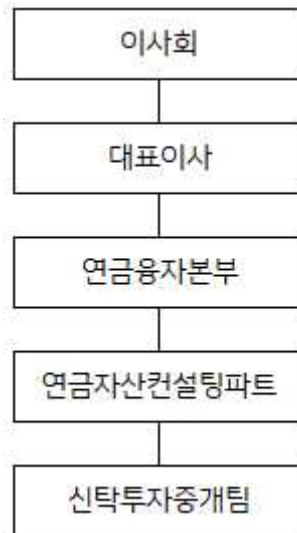 이사회
대표이사
연금융자본부
연금자산컨설팅파트
신탁투자중개팀